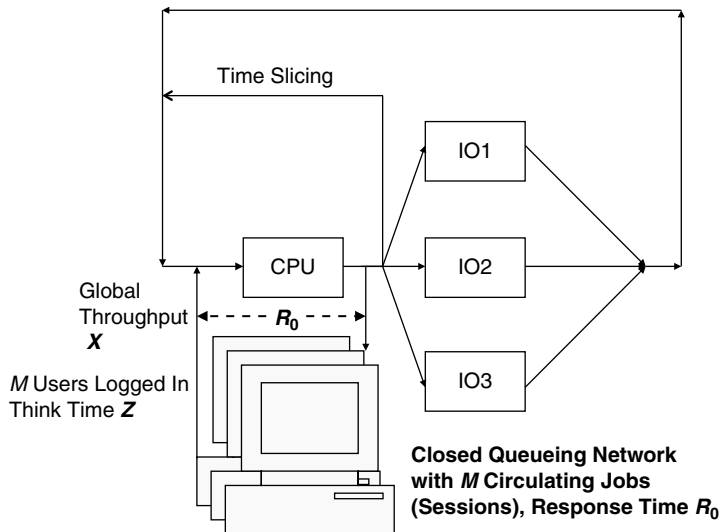 Time Slicing
IO1
CPU
IO2
Global
Throughput
X
R0
M Users Logged In
Think Time Z
IO3
Closed Queueing Network
with M Circulating Jobs
(Sessions), Response Time R0